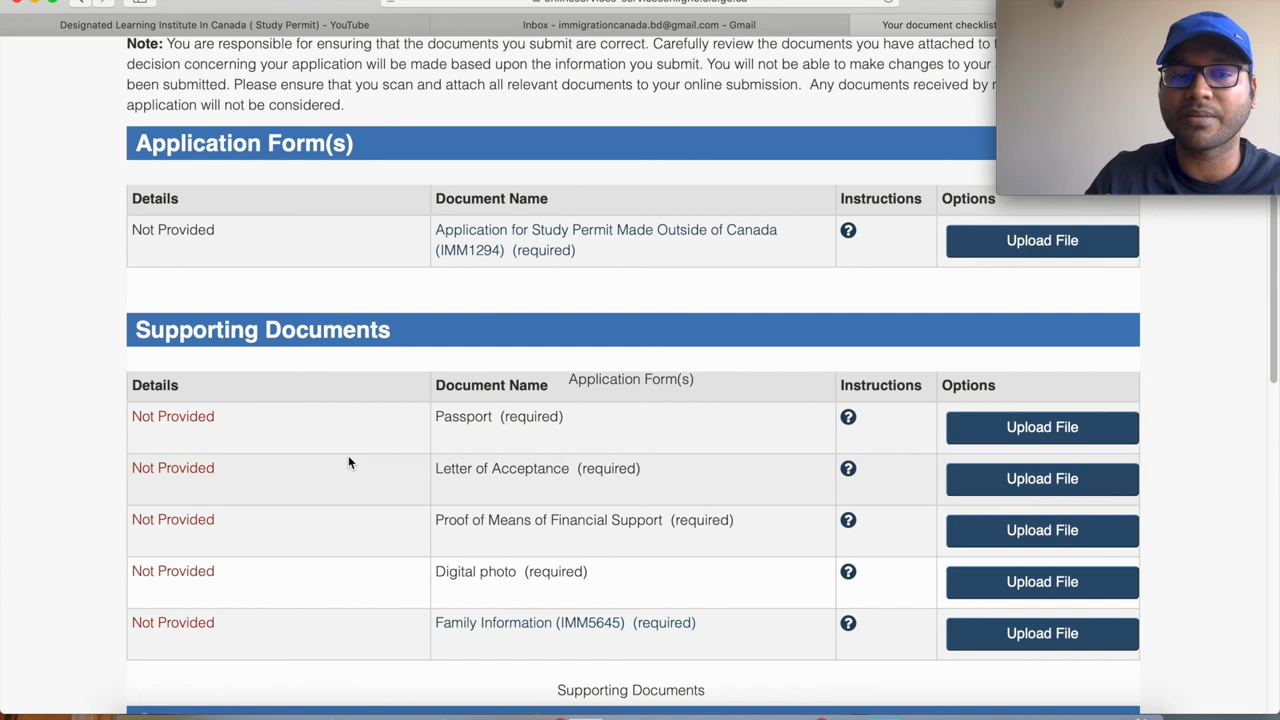 Designated Learning Institute In Canada ( Study Permit) - YouTube
Inbox - immigrationcanada.bd@gmail.com - Gmail
Your document checklist
Note: You are responsible for ensuring that the documents you submit are correct. Carefully review the documents you have attached to
decision concerning your application will be made based upon the information you submit. You will not be able to make changes to your
been submitted. Please ensure that you scan and attach all relevant documents to your online submission. Any documents received by
application will not be considered.
Application Form(s)
Details Document Name Instructions Options
Not Provided Application for Study Permit Made Outside of Canada ? Upload File
(IMM1294) (required)
Supporting Documents
Application Form(s)
Details Document Name Instructions Options
Not Provided Passport (required) ? Upload File
Not Provided Letter of Acceptance (required) ? Upload File
Not Provided Proof of Means of Financial Support (required) ? Upload File
Not Provided Digital photo (required) ? Upload File
Not Provided Family Information (IMM5645) (required) ? Upload File
Supporting Documents